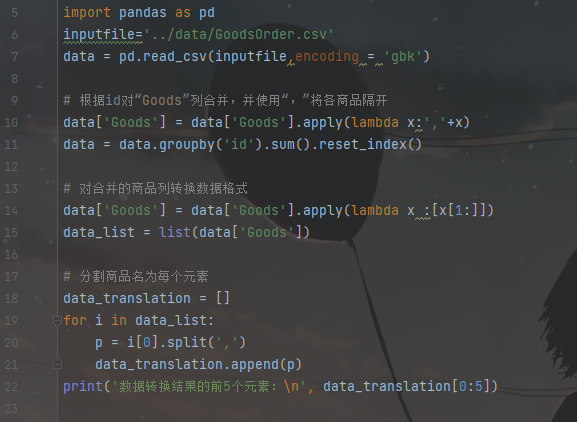 5 import pandas as pd
6 inputfile='../data/GoodsOrder.csv'
7 data = pd.read_csv(inputfile,encoding = 'gbk')
8
9 # 根据id对“Goods”列合并，并使用“，”将各商品隔开
10 data['Goods'] = data['Goods'].apply(lambda x:','+x)
11 data = data.groupby('id').sum().reset_index()
12
13 # 对合并的商品列转换数据格式
14 data['Goods'] = data['Goods'].apply(lambda x :[x[1:]])
15 data_list = list(data['Goods'])
16
17 # 分割商品名为每个元素
18 data_translation = []
19 for i in data_list:
20     p = i[0].split(',')
21     data_translation.append(p)
22 print('数据转换结果的前5个元素：\n', data_translation[0:5])
23